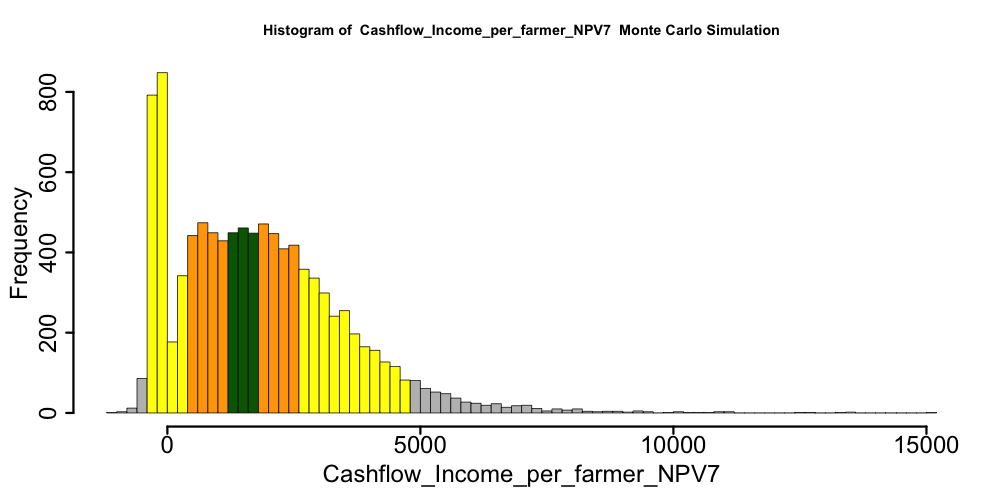 Histogram of Cashflow_Income_per_farmer_NPV7 Monte Carlo Simulation
Frequency
800
600
400
200
0
0 5000 10000 15000
Cashflow_Income_per_farmer_NPV7